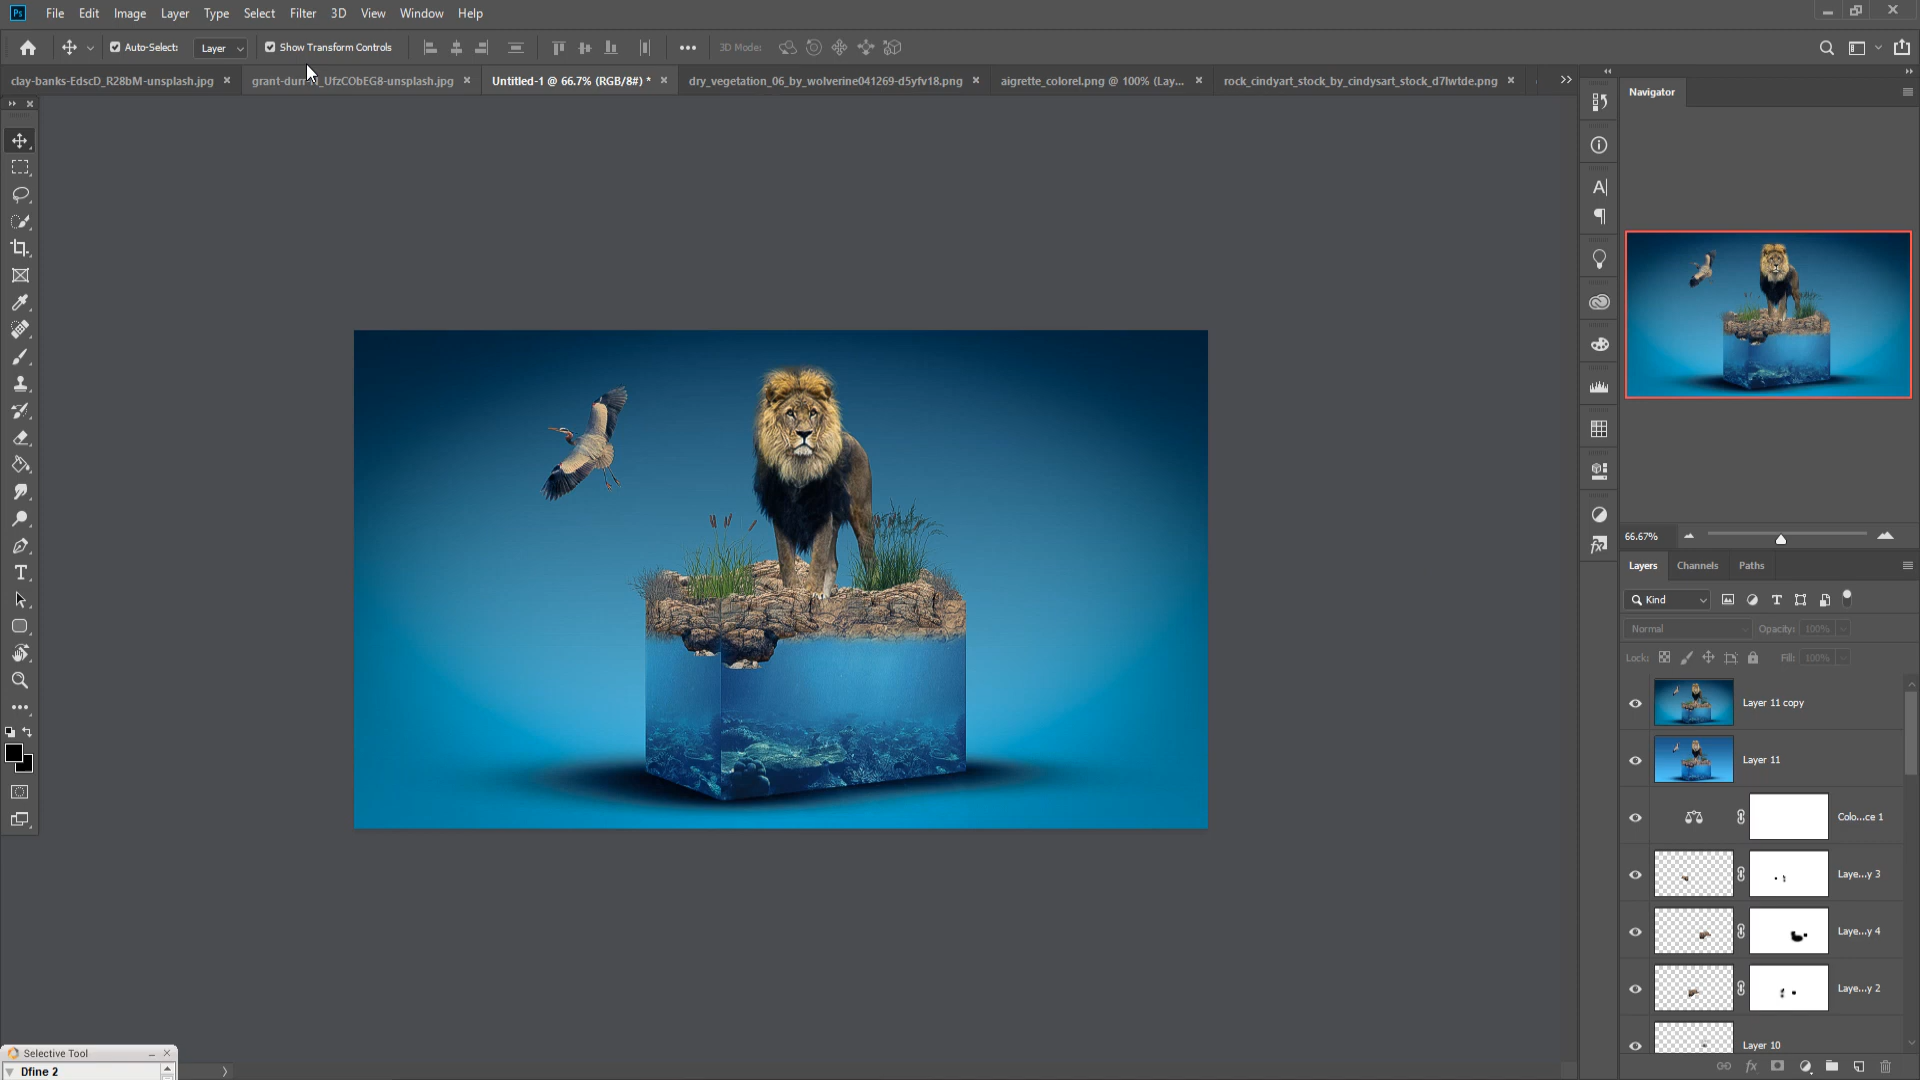 Ps File Edit Image Layer Type Select Filter 3D View Window Help
Auto-Select: Layer Show Transform Controls 3D Mode:
clay-banks-EdscD_R28bM-unsplash.jpg Untitled-1 @ 66.7% (RGB/8#) * dry_vegetation_06_by_wolverine041269-d5yfv18.png aigrette_colorel.png @ 100% (Lay... rock_cindyart_stock_by_cindysart_stock_d7lwtde.png
Navigator
66.67%
Layers Channels Paths
Kind
Normal Opacity: 100%
Lock: Fill: 100%
Layer 11 copy
Layer 11
Colo...ce 1
Laye...y 3
Laye...y 4
Laye...y 2
Layer 10
Selective Tool
Dfine 2